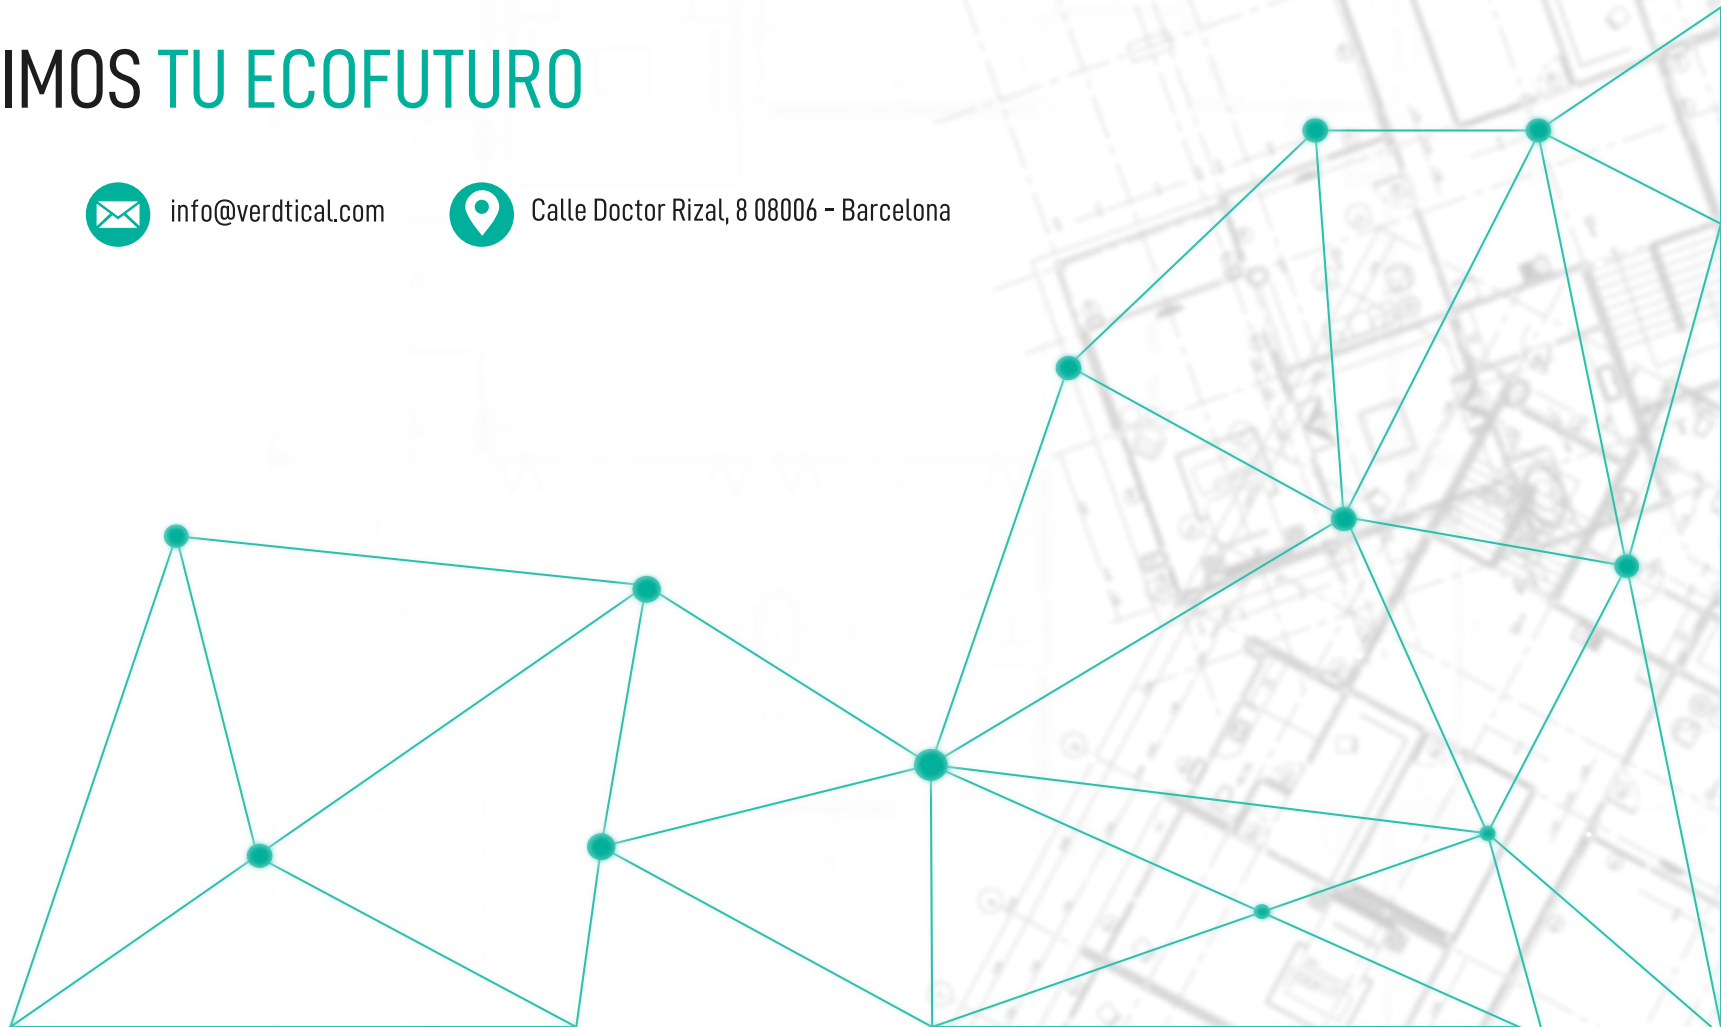 IMOS TU ECOFUTURO
info@verdtical.com
Calle Doctor Rizal, 8 08006 - Barcelona